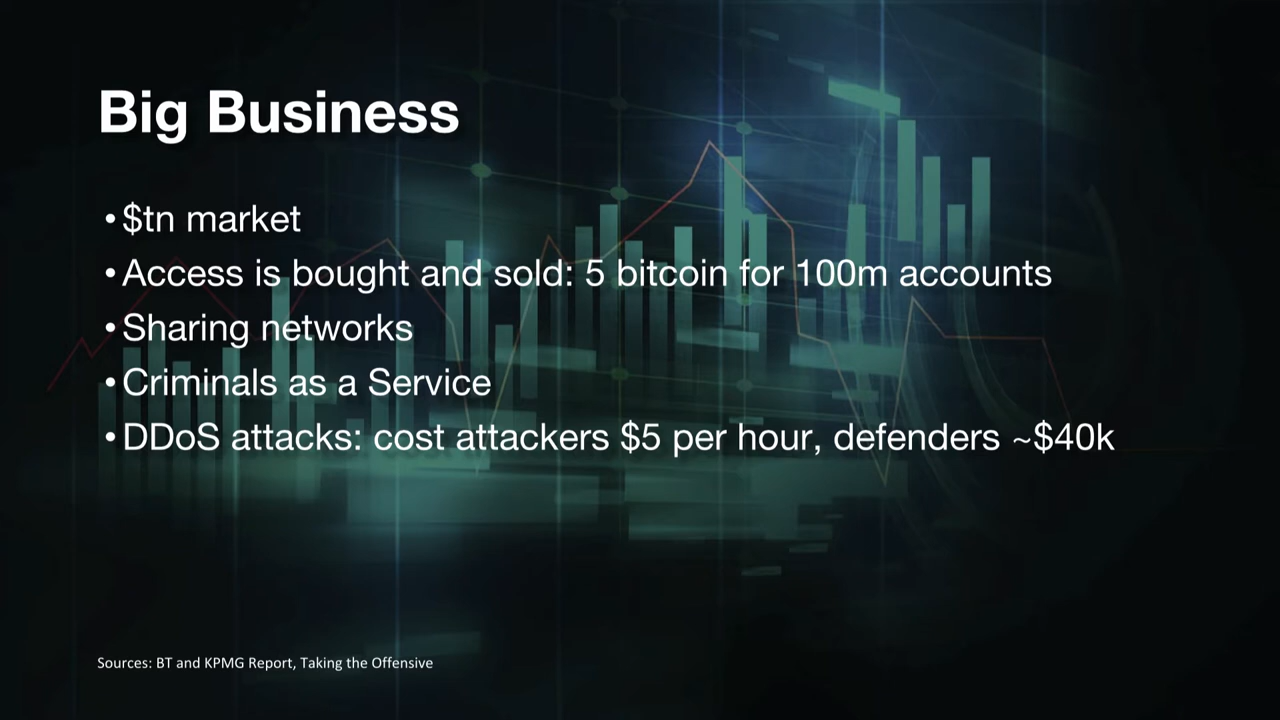 Big Business
• $tn market
• Access is bought and sold: 5 bitcoin for 100m accounts
• Sharing networks
• Criminals as a Service
• DDoS attacks: cost attackers $5 per hour, defenders ~$40k
Sources: BT and KPMG Report, Taking the Offensive